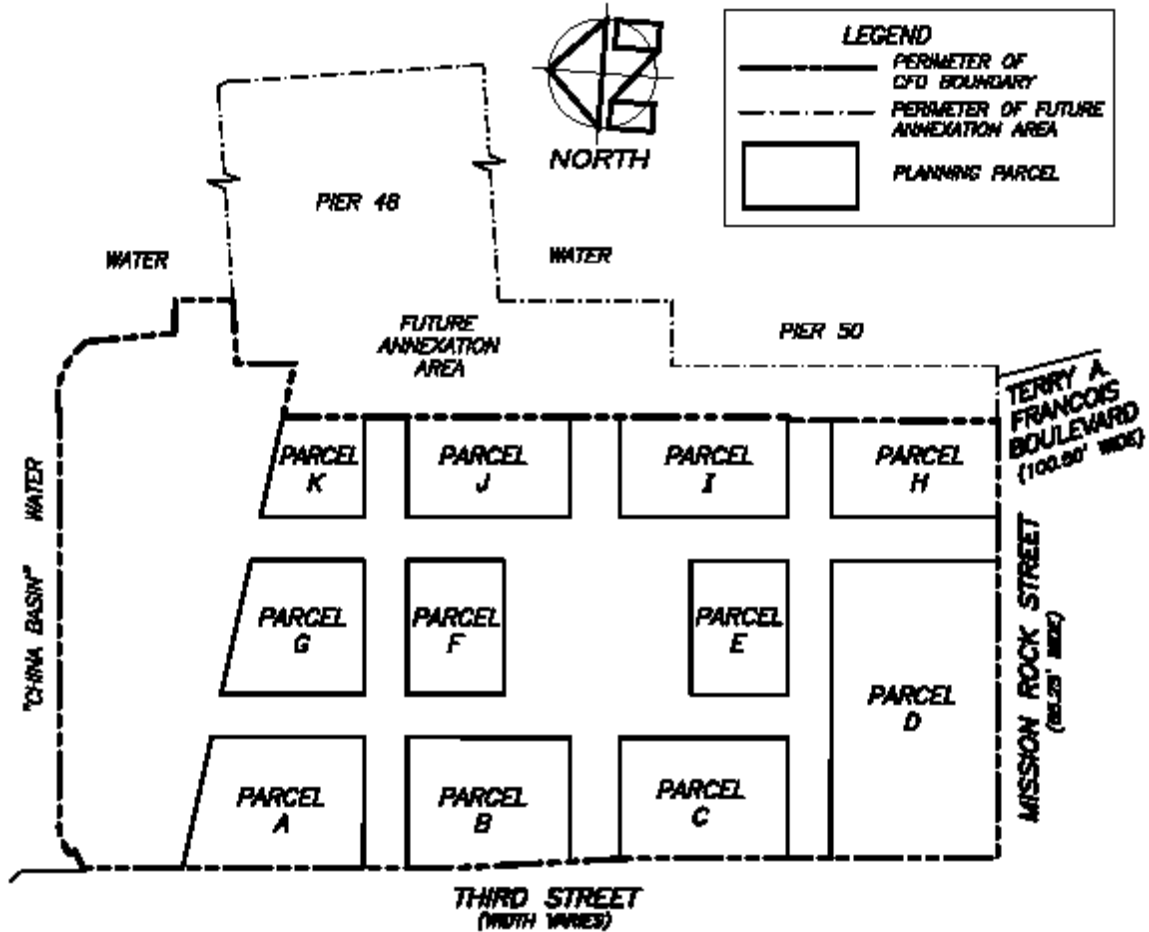 LEGEND
PERIMETER OF
CFD BOUNDARY
PERIMETER OF FUTURE
ANNEXATION AREA
PLANNING PARCEL
NORTH
PIER 48
WATER
WATER
FUTURE
ANNEXATION
AREA
PIER 50
TERRY A.
FRANCOIS
BOULEVARD
WIDE)
PARCEL
K
PARCEL
J
PARCEL
I
PARCEL
H
"CHINA BASIN" WATER
PARCEL
G
PARCEL
F
PARCEL
E
PARCEL
D
MISSION ROCK STREET
WIDE)
PARCEL
A
PARCEL
B
PARCEL
C
THIRD STREET
(WIDTH VARIES)